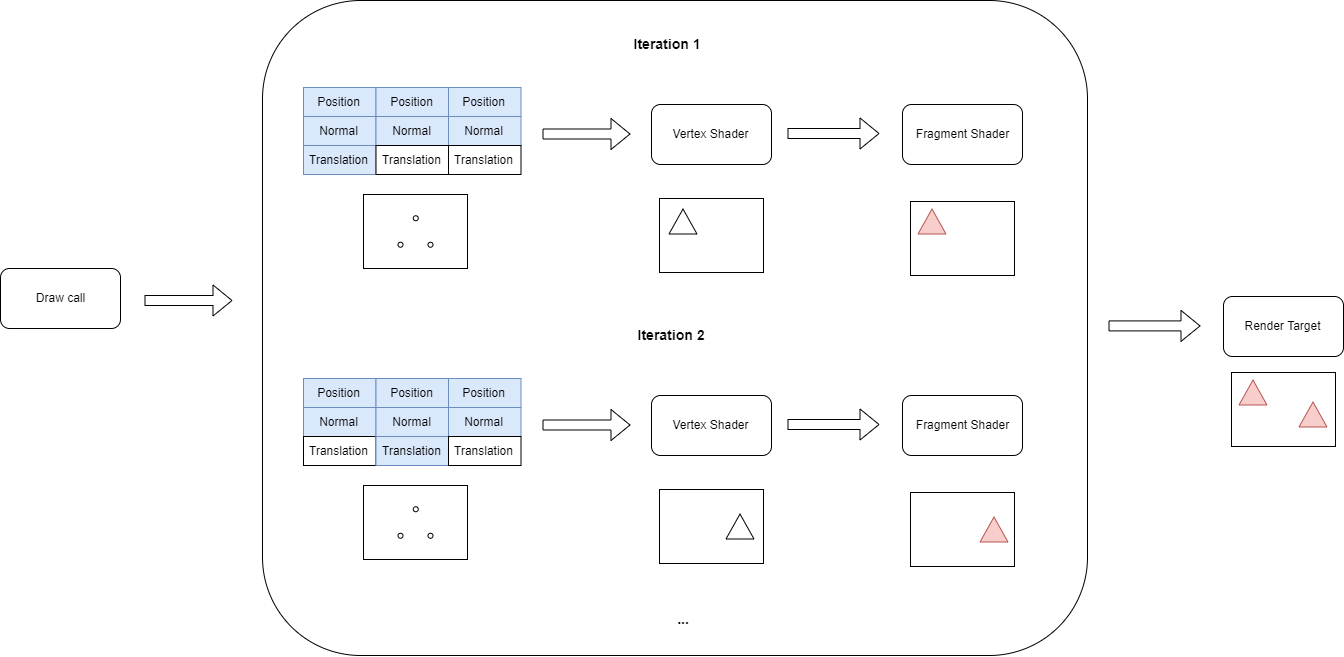 Iteration 1
Position Position Position
Normal Normal Normal
Translation Translation Translation
Vertex Shader
Fragment Shader
Draw call
Iteration 2
Position Position Position
Normal Normal Normal
Translation Translation Translation
Vertex Shader
Fragment Shader
...
Render Target